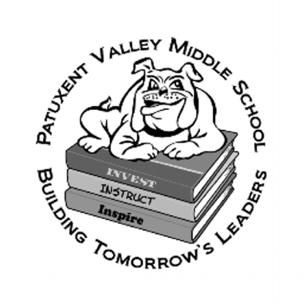 PATUXENT VALLEY MIDDLE SCHOOL
INVEST
INSTRUCT
Inspire
BUILDING TOMORROW'S LEADERS